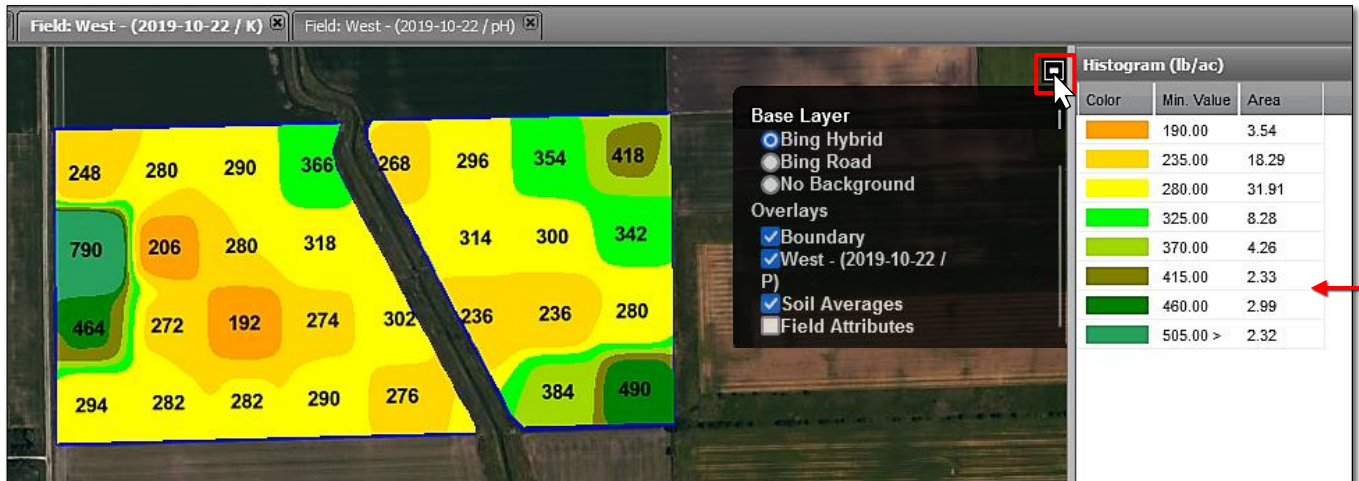 Field: West - (2019-10-22 / K) Field: West - (2019-10-22 / pH)
Histogram (lb/ac)
Color Min. Value Area
190.00 3.54
235.00 18.29
280.00 31.91
325.00 8.28
370.00 4.26
415.00 2.33
460.00 2.99
505.00 > 2.32
Base Layer
Bing Hybrid
Bing Road
No Background
Overlays
Boundary
West - (2019-10-22 /
P)
Soil Averages
Field Attributes
248 280 290 366 268 296 354 418
790 206 280 318 314 300 342
464 272 192 274 302 236 236 280
294 282 282 290 276 384 490